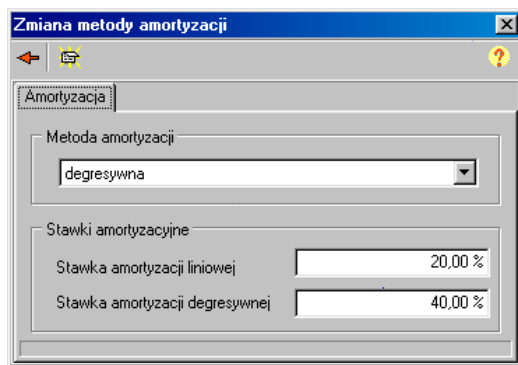 Zmiana metody amortyzacji
Amortyzacja
Metoda amortyzacji
degresywna
Stawki amortyzacyjne
Stawka amortyzacji liniowej 20,00 %
Stawka amortyzacji degresywnej 40,00 %